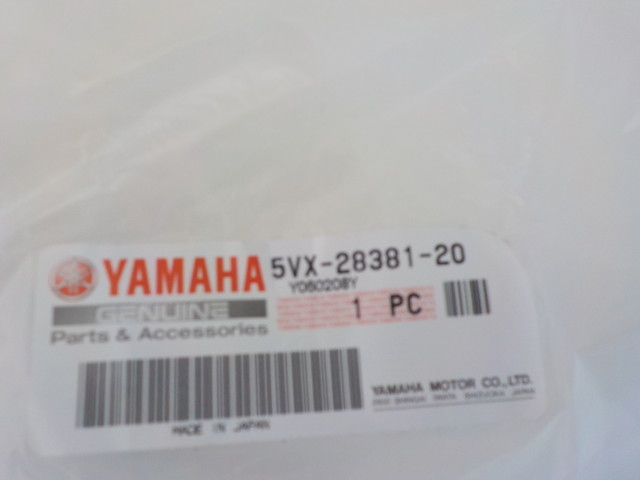 YAMAHA 5VX-28381-20
Y060208Y
GENUINE
1 PC
Parts & Accessories
YAMAHA MOTOR CO., LTD.
MADE IN JAPAN